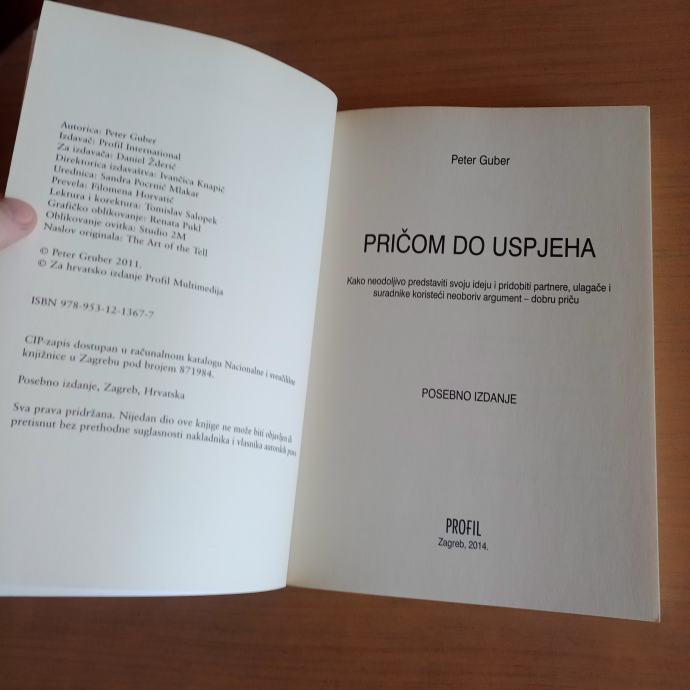 Autorica: Peter Guber
Izdavač: Profil International
Za izdavača: Daniel Žderić
Direktorica izdavaštva: Ivančica Knapić
Urednica: Sandra Pocrnić Mlakar
Prevela: Filomena Horvatić
Lektura i korektura: Tomislav Salopek
Grafičko oblikovanje: Renata Pukl
Oblikovanje ovitka: Studio 2M
Naslov originala: The Art of the Tell
© Peter Gruber 2011.
© Za hrvatsko izdanje Profil Multimedija
ISBN 978-953-12-1367-7
CIP-zapis dostupan u računalnom katalogu Nacionalne i sveučilišne
knjižnice u Zagrebu pod brojem 871984.
Posebno izdanje, Zagreb, Hrvatska
Sva prava pridržana. Nijedan dio ove knjige ne može biti objavljen ili
pretisnut bez prethodne suglasnosti nakladnika i vlasnika autorskih prava.
Peter Guber
PRIČOM DO USPJEHA
Kako neodoljivo predstaviti svoju ideju i pridobiti partnere, ulagače i
suradnike koristeći neoboriv argument – dobru priču
POSEBNO IZDANJE
PROFIL
Zagreb, 2014.